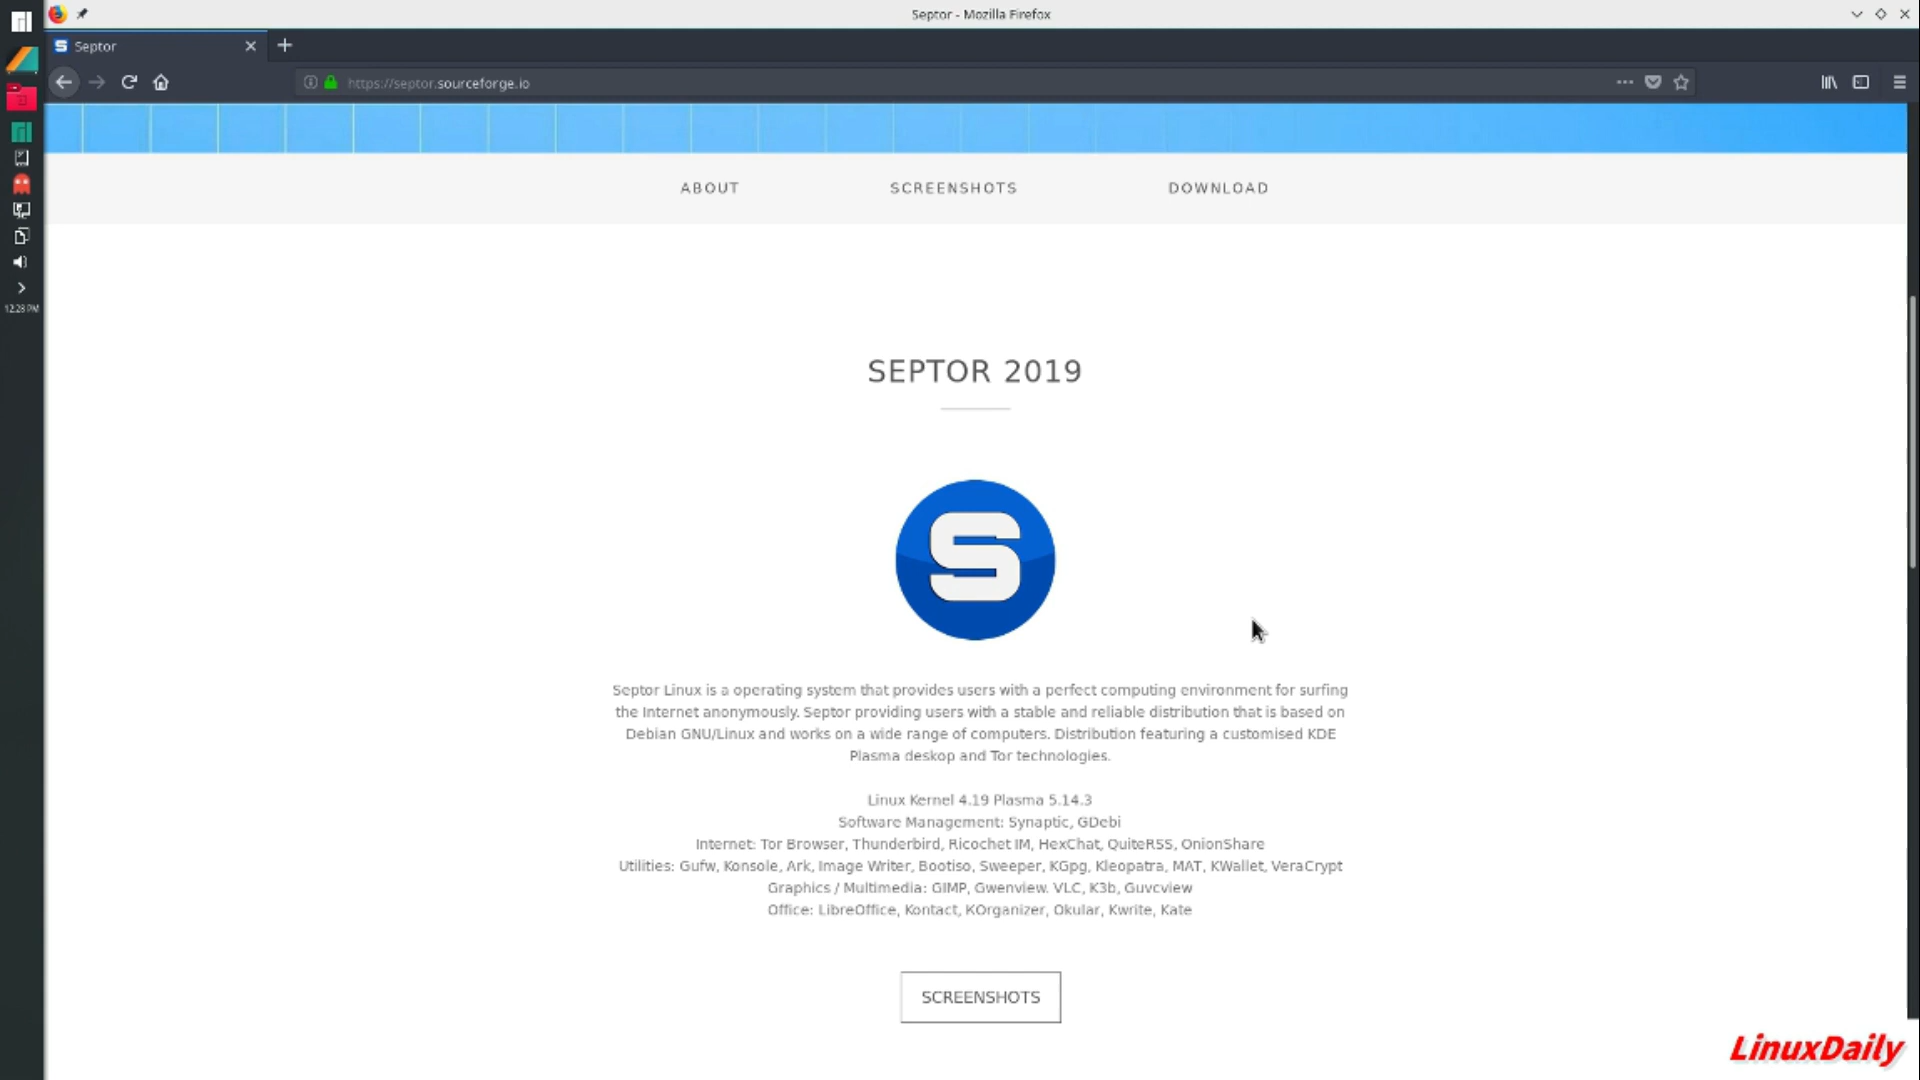 Septor - Mozilla Firefox
Septor
https://septor.sourceforge.io
12:28 PM
ABOUT SCREENSHOTS DOWNLOAD
SEPTOR 2019
S
Septor Linux is a operating system that provides users with a perfect computing environment for surfing
the Internet anonymously. Septor providing users with a stable and reliable distribution that is based on
Debian GNU/Linux and works on a wide range of computers. Distribution featuring a customised KDE
Plasma deskop and Tor technologies.
Linux Kernel 4.19 Plasma 5.14.3
Software Management: Synaptic, GDebi
Internet: Tor Browser, Thunderbird, Ricochet IM, HexChat, QuiteRSS, OnionShare
Utilities: Gufw, Konsole, Ark, Image Writer, Bootiso, Sweeper, KGpg, Kleopatra, MAT, KWallet, VeraCrypt
Graphics / Multimedia: GIMP, Gwenview. VLC, K3b, Guvcview
Office: LibreOffice, Kontact, KOrganizer, Okular, Kwrite, Kate
SCREENSHOTS
LinuxDaily